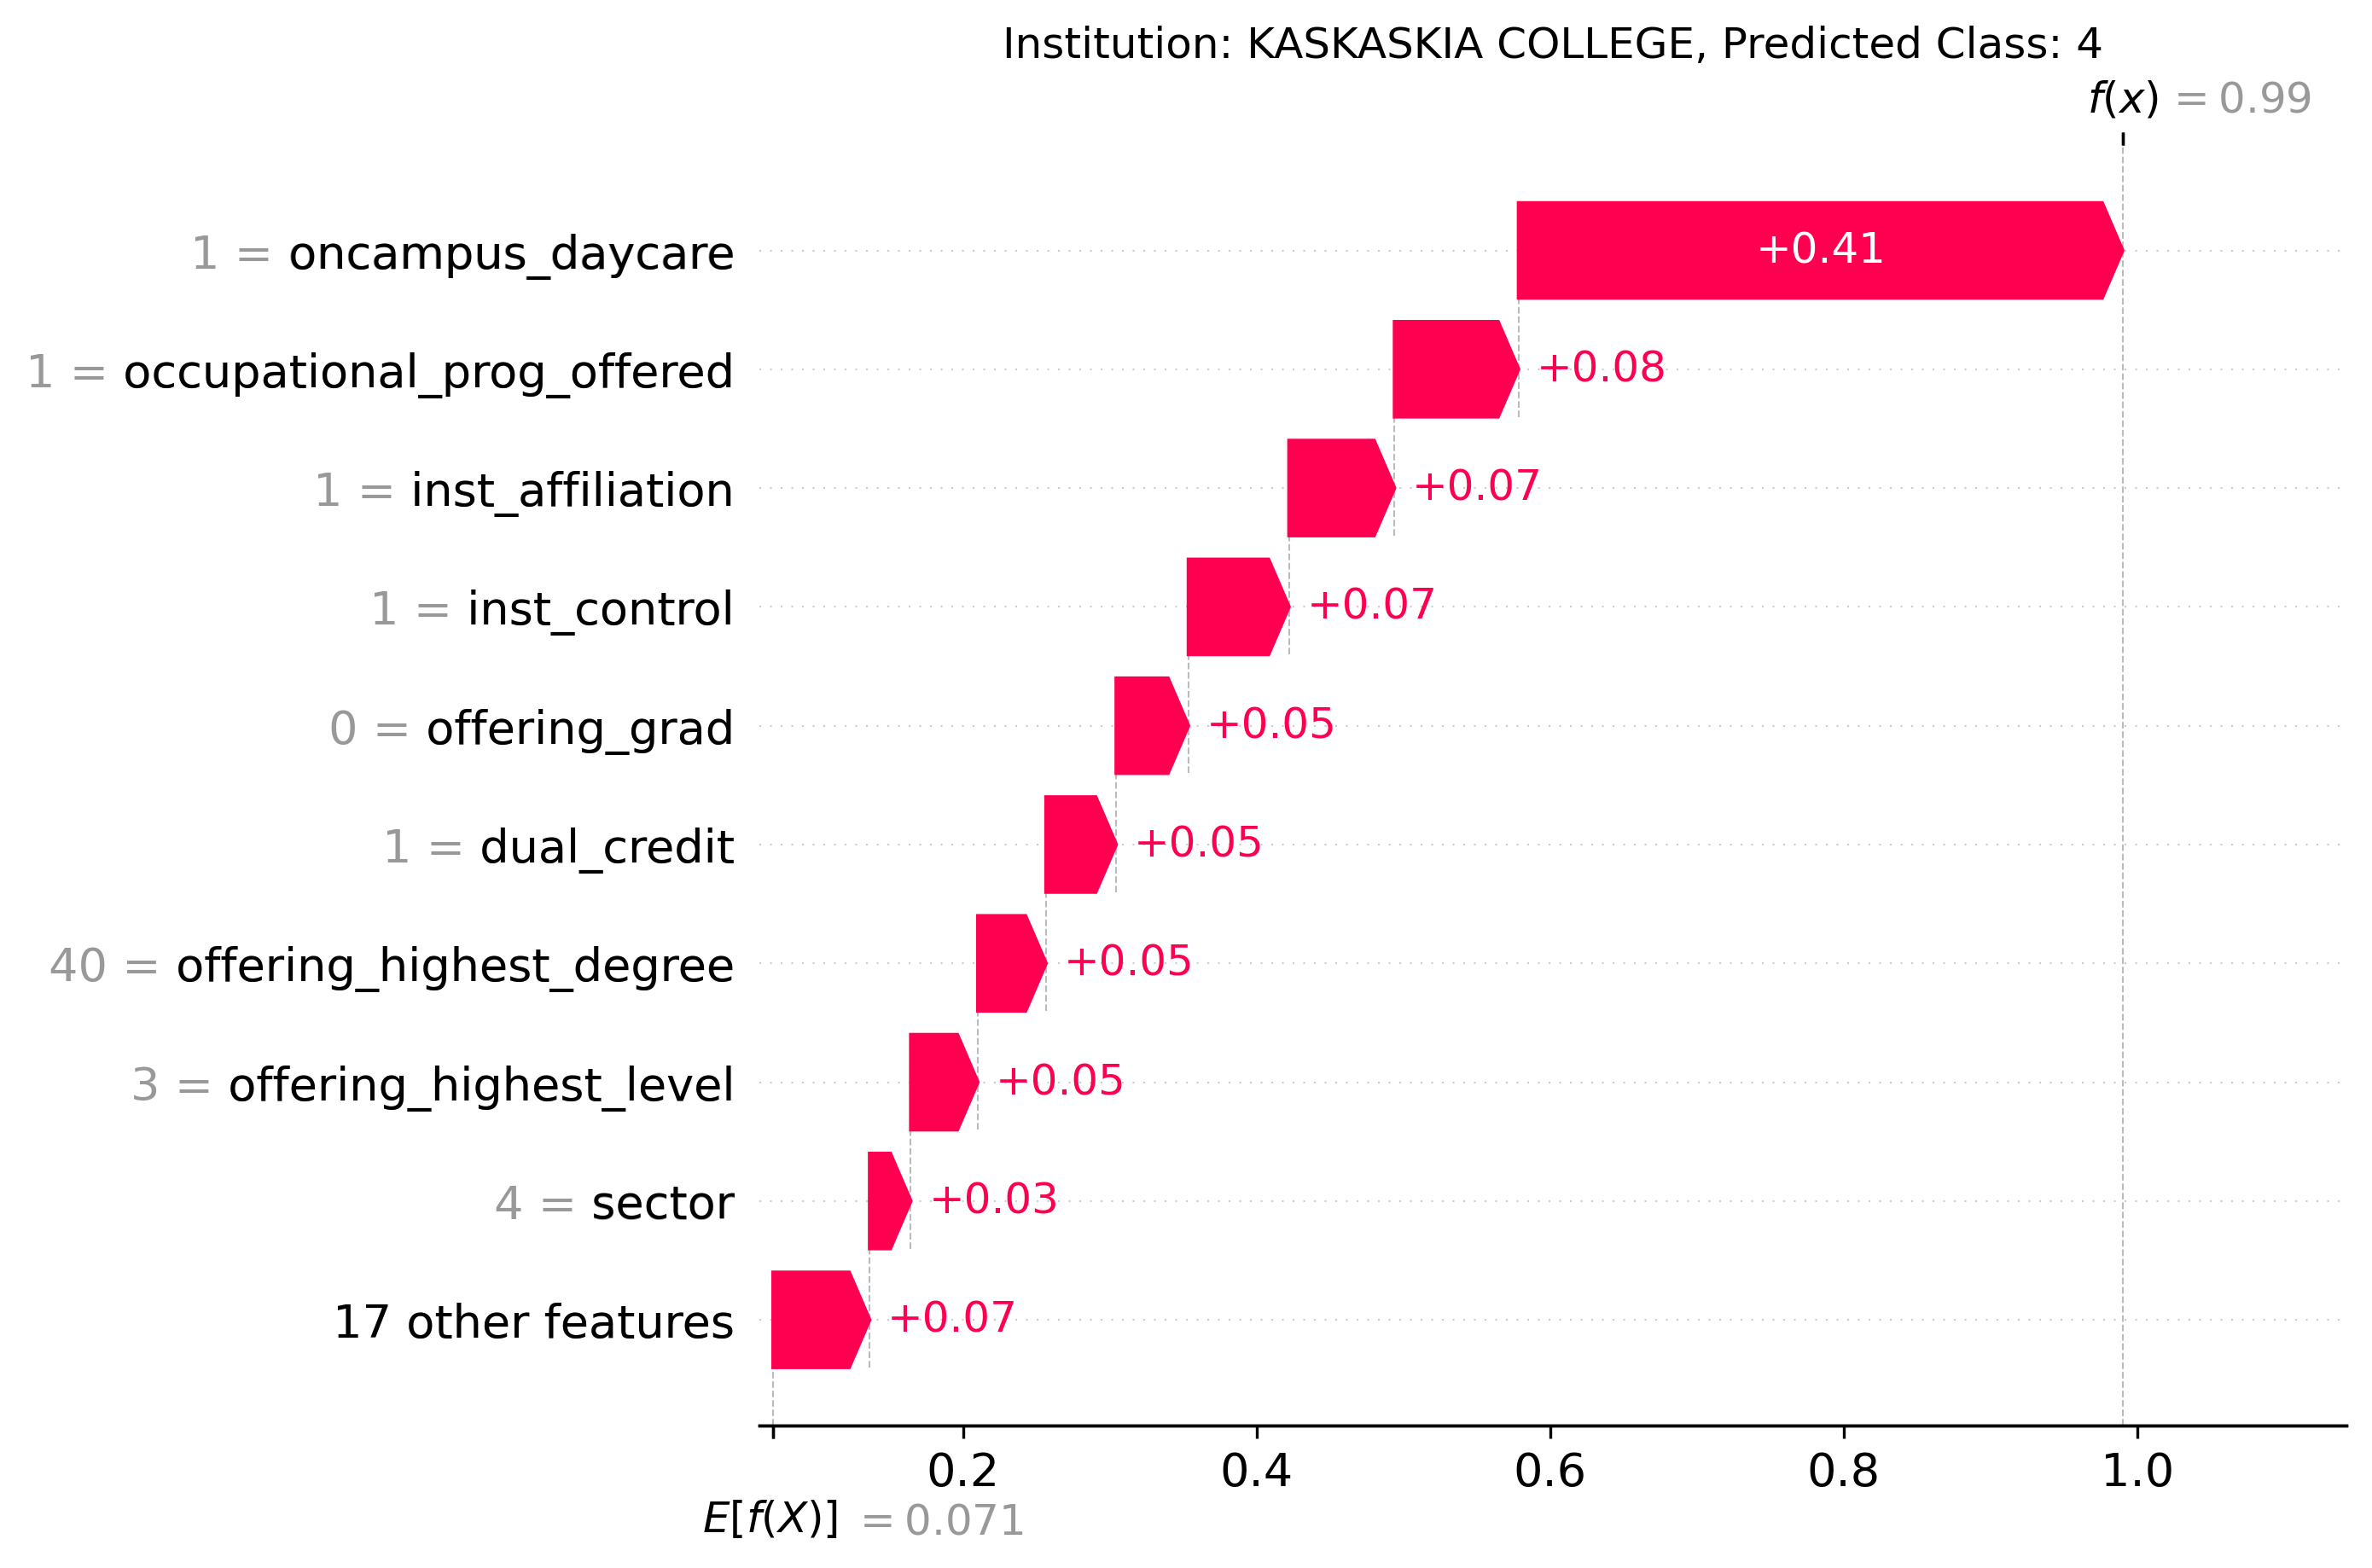 Institution: KASKASKIA COLLEGE, Predicted Class: 4
f(x) = 0.99
1 = oncampus_daycare +0.41
1 = occupational_prog_offered +0.08
1 = inst_affiliation +0.07
1 = inst_control +0.07
0 = offering_grad +0.05
1 = dual_credit +0.05
40 = offering_highest_degree +0.05
3 = offering_highest_level +0.05
4 = sector +0.03
17 other features +0.07
0.2 0.4 0.6 0.8 1.0
E[f(X)] = 0.071